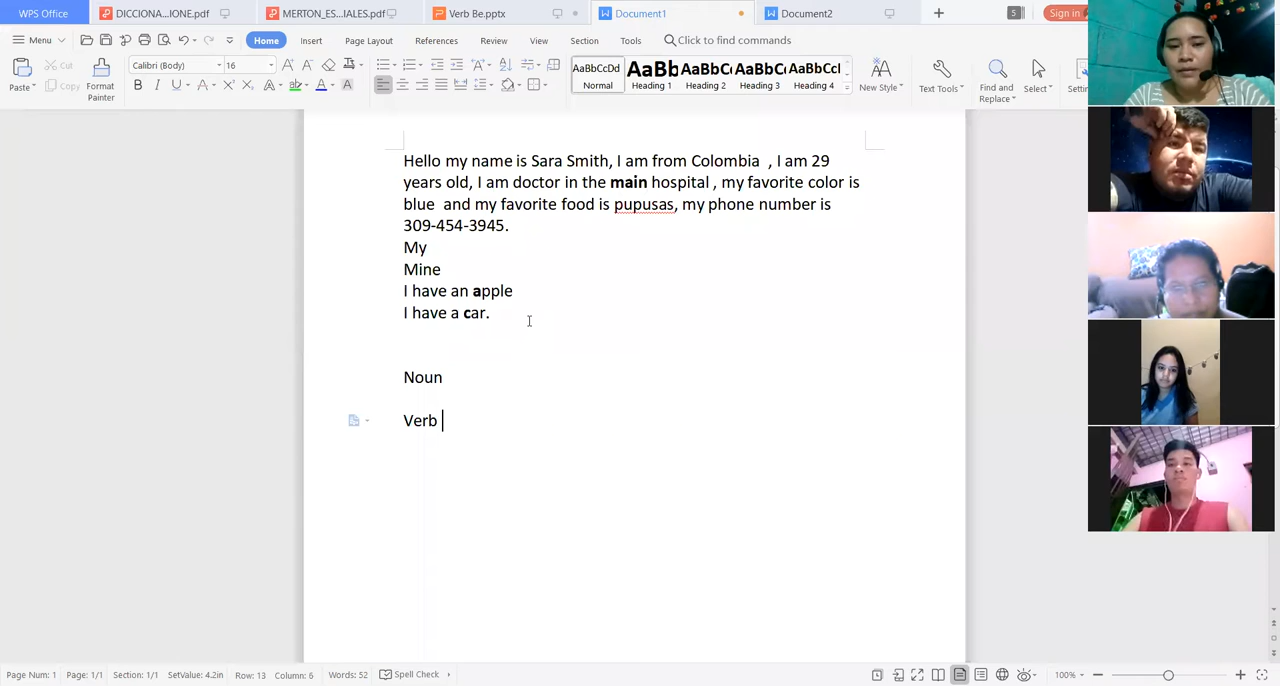 WPS Office
DICCIONA...IONE.pdf
MERTON_ES...IALES.pdf
Verb Be.pptx
Document1
Document2
S
Sign in
Menu
Home
Insert
Page Layout
References
Review
View
Section
Tools
Click to find commands
Paste
Cut
Copy
Format
Painter
Calibri (Body)
16
AaBbCcDd
Normal
AaBb
Heading 1
AaBbC
Heading 2
AaBbC
Heading 3
AaBbCcI
Heading 4
New Style
Text Tools
Find and
Replace
Select
Hello my name is Sara Smith, I am from Colombia , I am 29
years old, I am doctor in the main hospital , my favorite color is
blue and my favorite food is pupusas, my phone number is
309-454-3945.
My
Mine
I have an apple
I have a car.
Noun
Verb
Page Num: 1
Page: 1/1
Section: 1/1
SetValue: 4.2in
Row: 13
Column: 6
Words: 52
Spell Check
100%